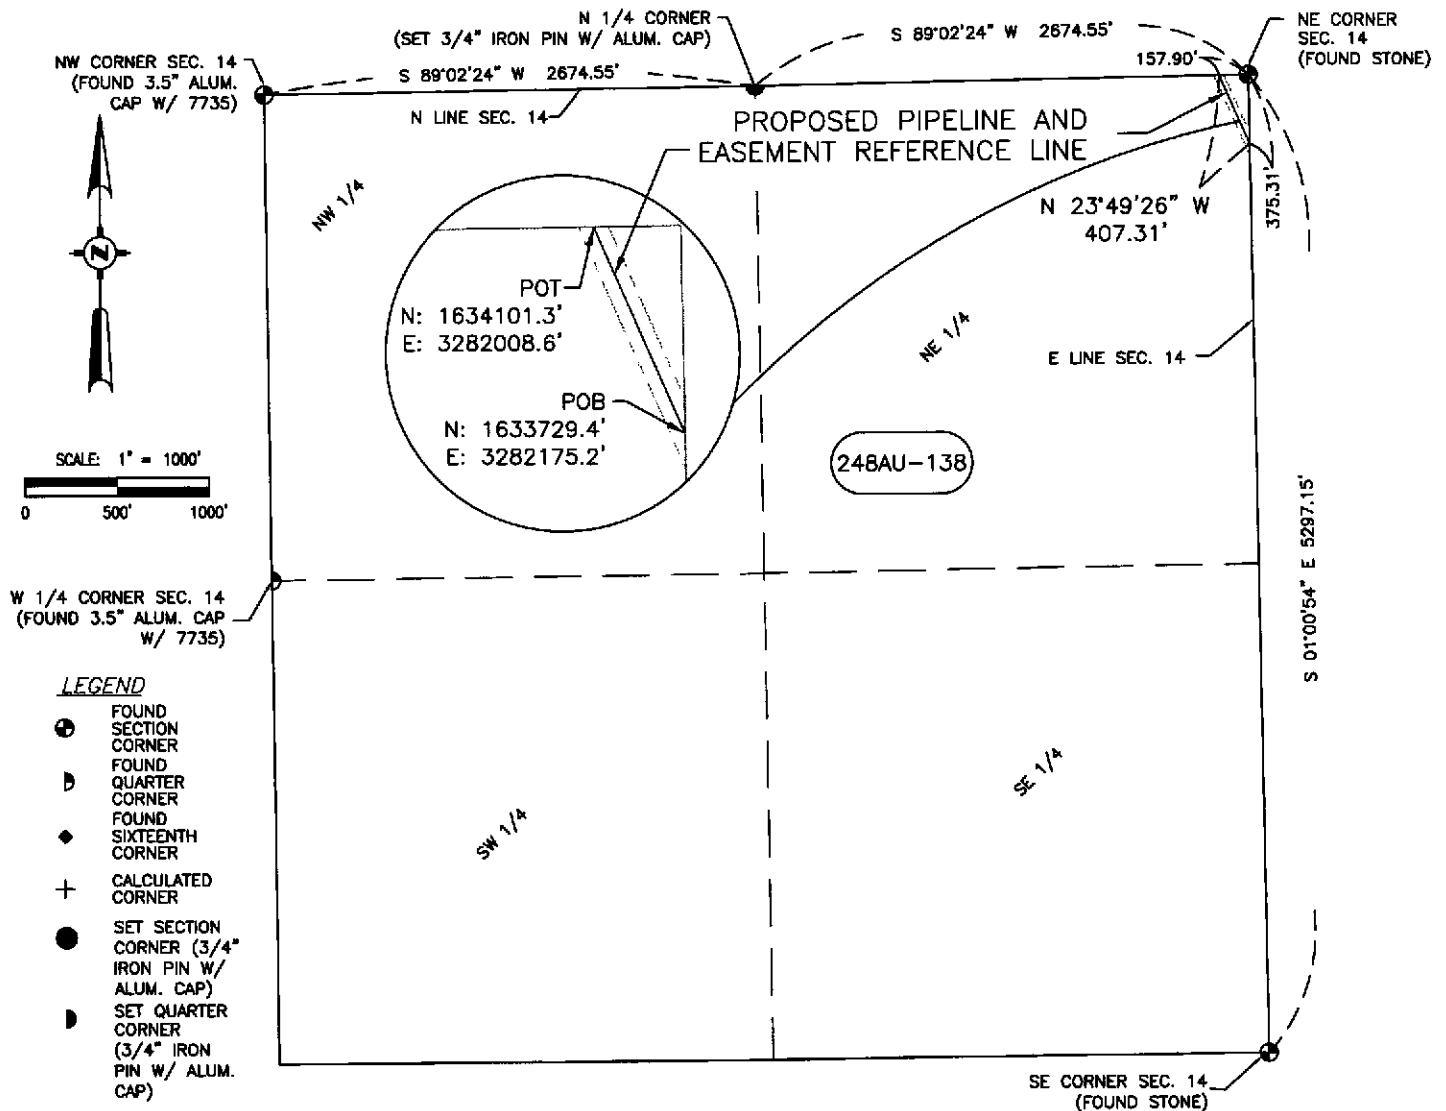 N 1/4 CORNER
(SET 3/4" IRON PIN W/ ALUM. CAP)
S 89°02'24" W 2674.55'
NE CORNER
SEC. 14
(FOUND STONE)
NW CORNER SEC. 14
(FOUND 3.5" ALUM.
CAP W/ 7735)
S 89°02'24" W 2674.55'
157.90'
N LINE SEC. 14
PROPOSED PIPELINE AND
EASEMENT REFERENCE LINE
NW 1/4
N 23°49'26" W
407.31'
375.31'
N
POT
N: 1634101.3'
E: 3282008.6'
NE 1/4
E LINE SEC. 14
POB
N: 1633729.4'
E: 3282175.2'
248AU-138
SCALE: 1" = 1000'
0 500' 1000'
S 01°00'54" E 5297.15'
W 1/4 CORNER SEC. 14
(FOUND 3.5" ALUM. CAP
W/ 7735)
LEGEND
FOUND
SECTION
CORNER
FOUND
QUARTER
CORNER
FOUND
SIXTEENTH
CORNER
CALCULATED
CORNER
SET SECTION
CORNER (3/4"
IRON PIN W/
ALUM. CAP)
SET QUARTER
CORNER
(3/4" IRON
PIN W/ ALUM.
CAP)
SW 1/4
SE 1/4
SE CORNER SEC. 14
(FOUND STONE)